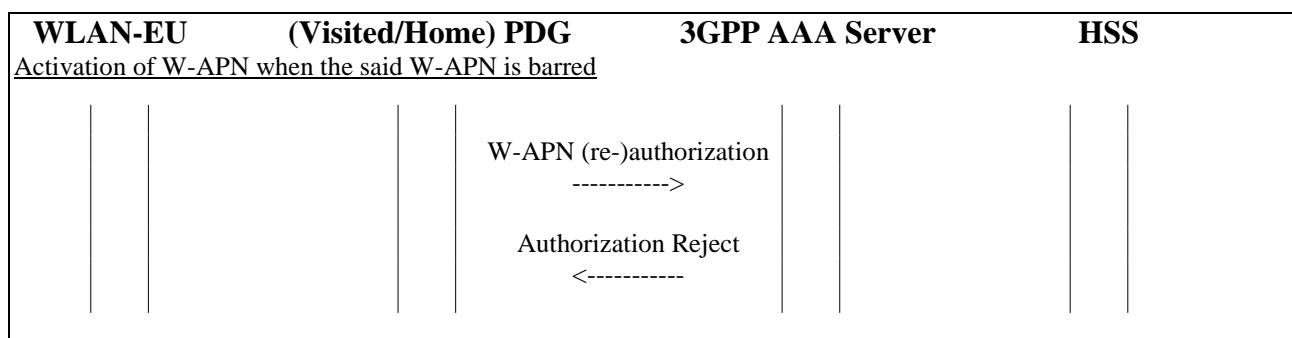 WLAN-EU (Visited/Home) PDG 3GPP AAA Server HSS
Activation of W-APN when the said W-APN is barred
W-APN (re-)authorization
----------->
Authorization Reject
<-----------